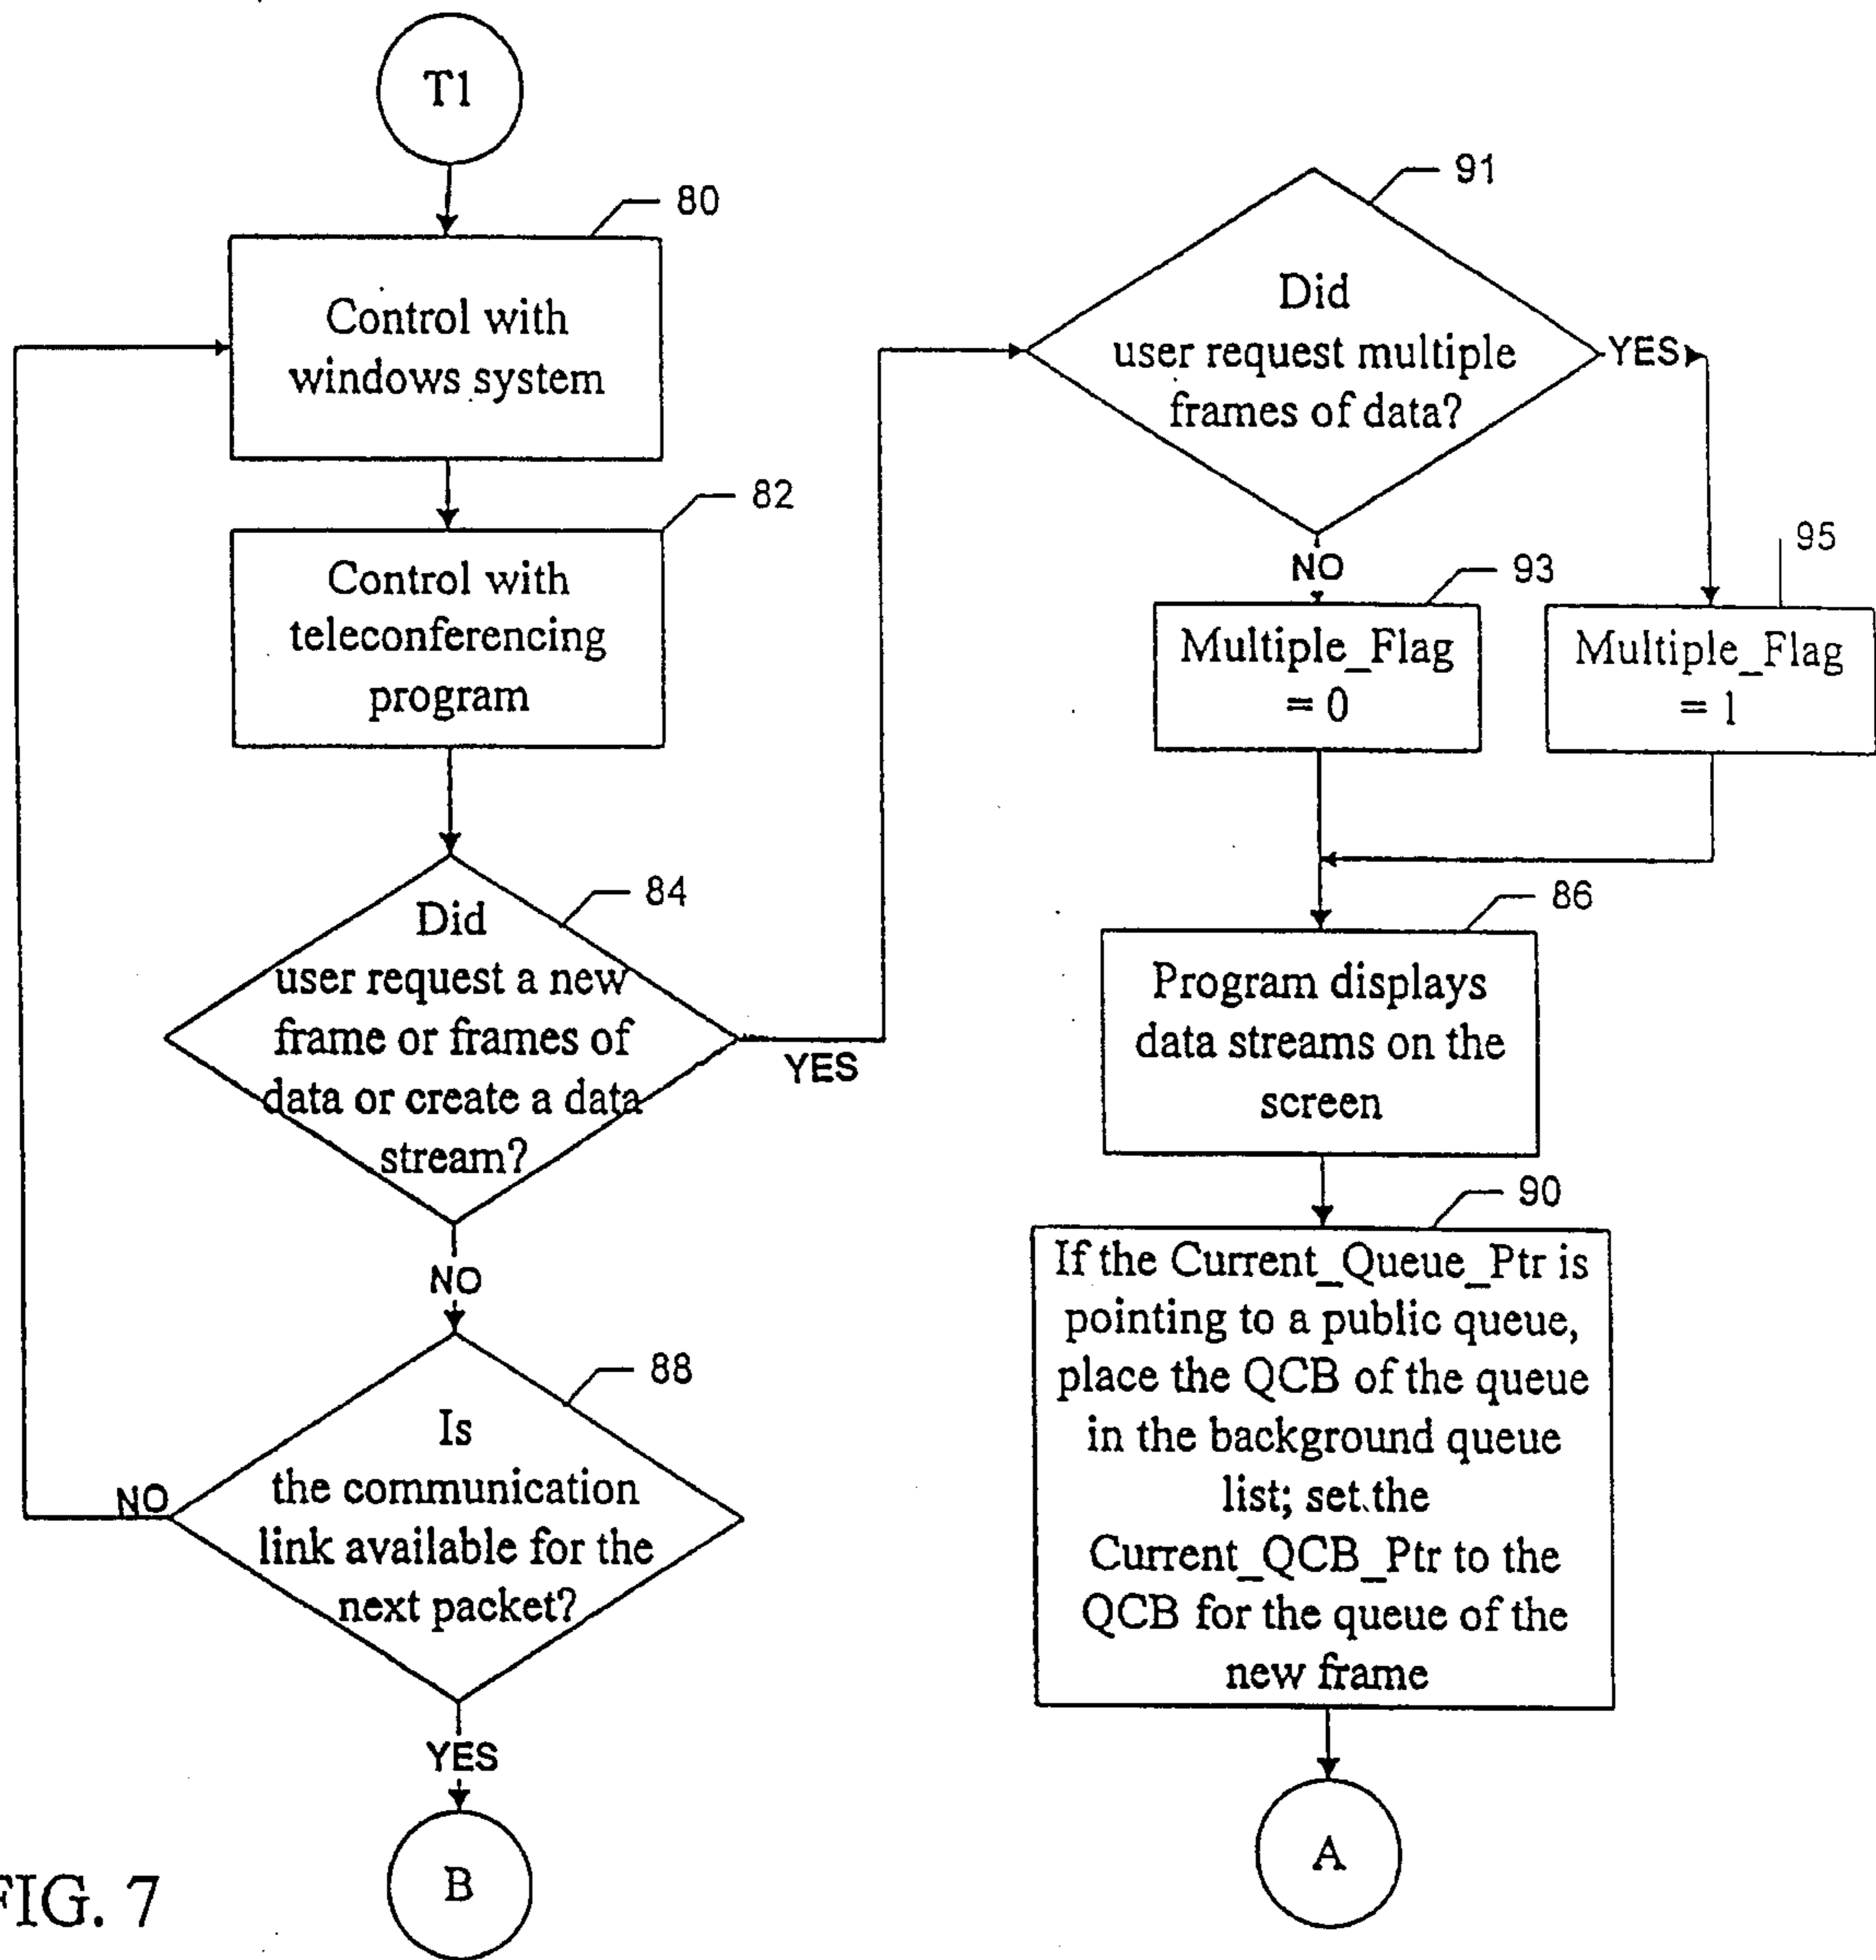 T1
80
Control with
windows system
82
Control with
teleconferencing
program
84
Did
user request a new
frame or frames of
data or create a data
stream?
YES
NO
88
Is
the communication
link available for the
next packet?
NO
YES
B
91
Did
user request multiple
frames of data?
YES
NO
93
Multiple_Flag
= 0
95
Multiple_Flag
= 1
86
Program displays
data streams on the
screen
90
If the Current_Queue_Ptr is
pointing to a public queue,
place the QCB of the queue
in the background queue
list; set the
Current_QCB_Ptr to the
QCB for the queue of the
new frame
A
FIG. 7